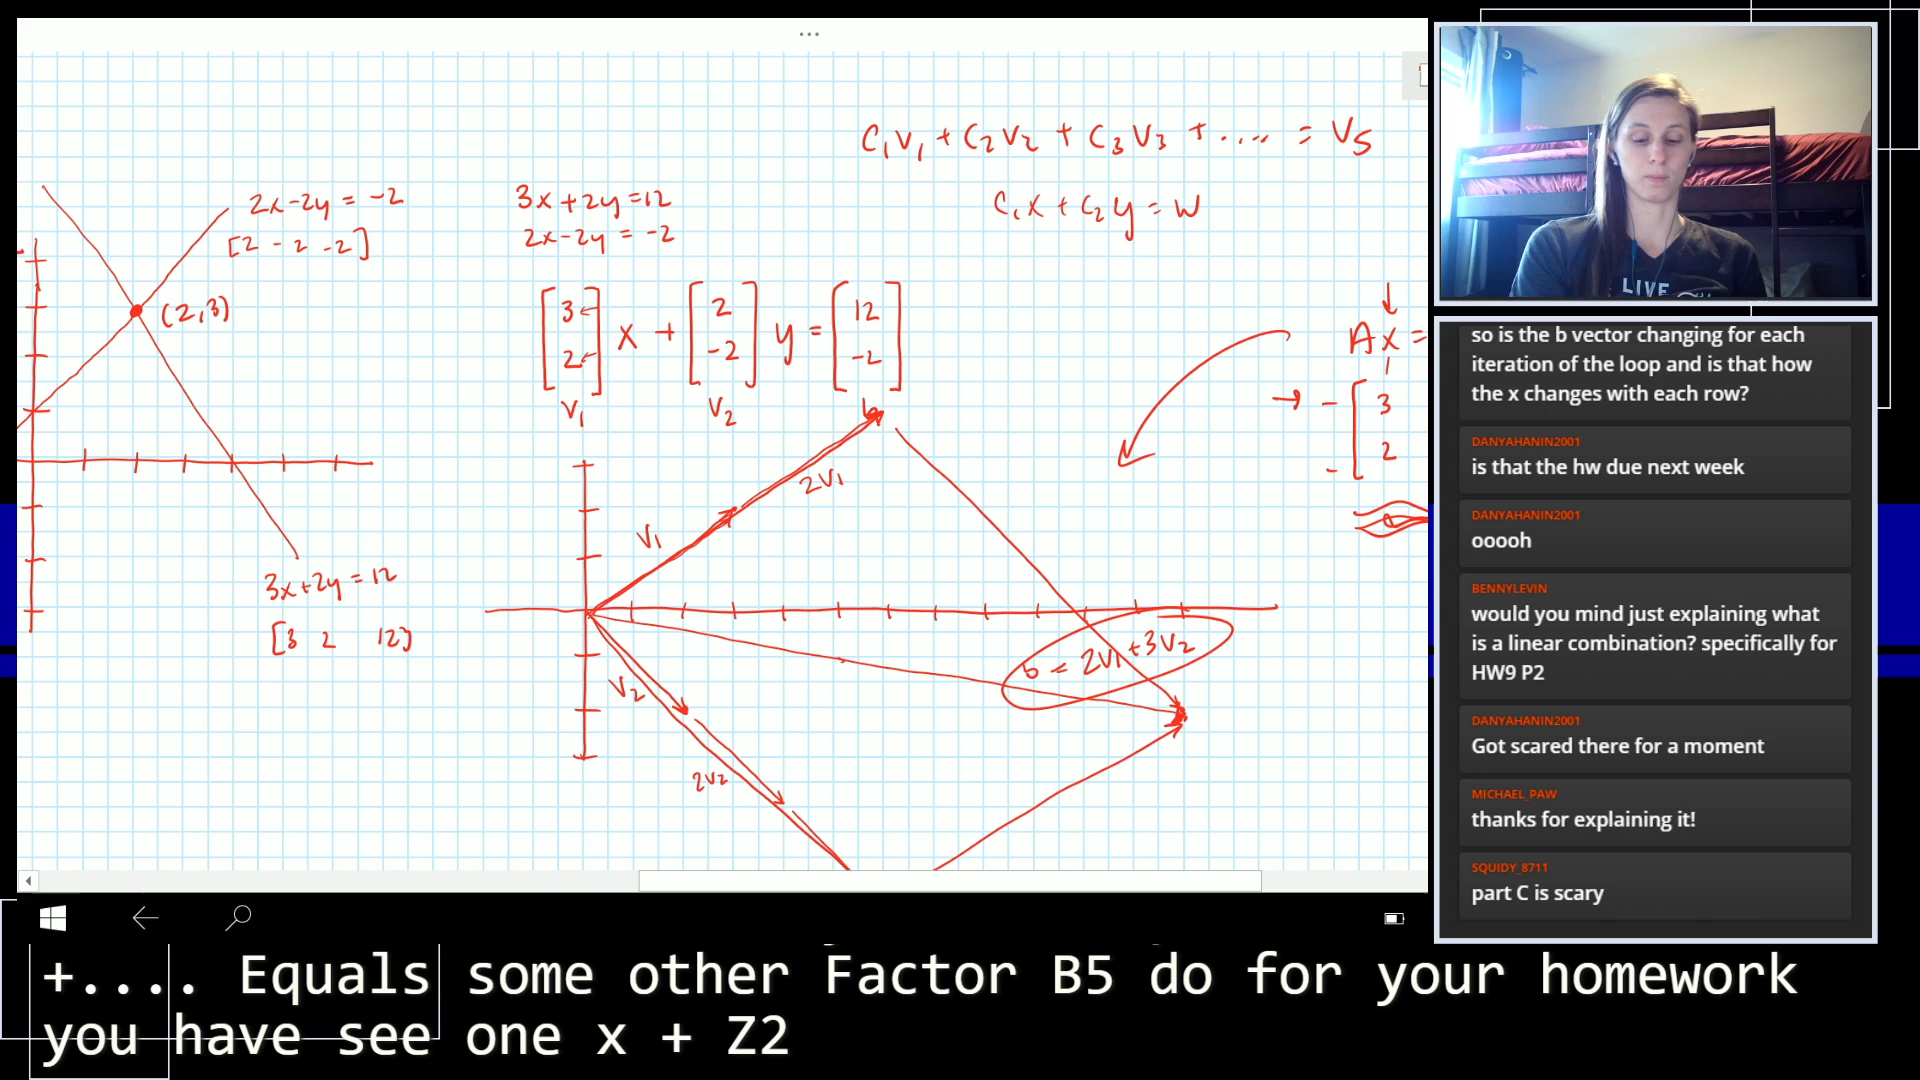 C₁V₁ + C₂V₂ + C₃V₃ + .... = V₅
C₁X + C₂Y = W
2x-2y = -2
[2 -2 -2]
(2,3)
3x+2y=12
[3 2 12]
3x+2y=12
2x-2y = -2
[3 2] X + [2 -2] y = [12 -2]
V₁ V₂ b
V₁
2V₁
V₂
2V₂
b = 2V₁+3V₂
Ax =
3
2
LIVE
so is the b vector changing for each
iteration of the loop and is that how
the x changes with each row?
DANYAHANIN2001
is that the hw due next week
DANYAHANIN2001
ooooh
BENNYLEVIN
would you mind just explaining what
is a linear combination? specifically for
HW9 P2
DANYAHANIN2001
Got scared there for a moment
MICHAEL_PAW
thanks for explaining it!
SQUIDY_8711
part C is scary
+.... Equals some other Factor B5 do for your homework
you have see one x + Z2